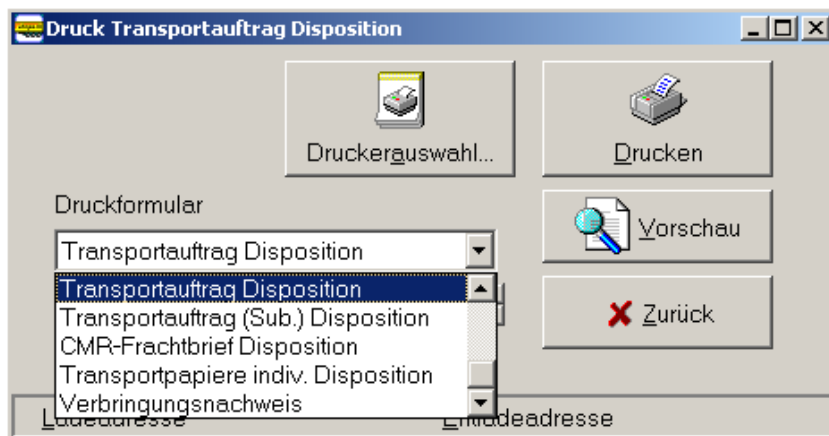 Druck Transportauftrag Disposition
Druckerauswahl...
Drucken
Druckformular
Vorschau
Transportauftrag Disposition
Transportauftrag Disposition
Transportauftrag (Sub.) Disposition
Zurück
CMR-Frachtbrief Disposition
Transportpapiere indiv. Disposition
Verbringungsnachweis
Ladeadresse
Entladeadresse